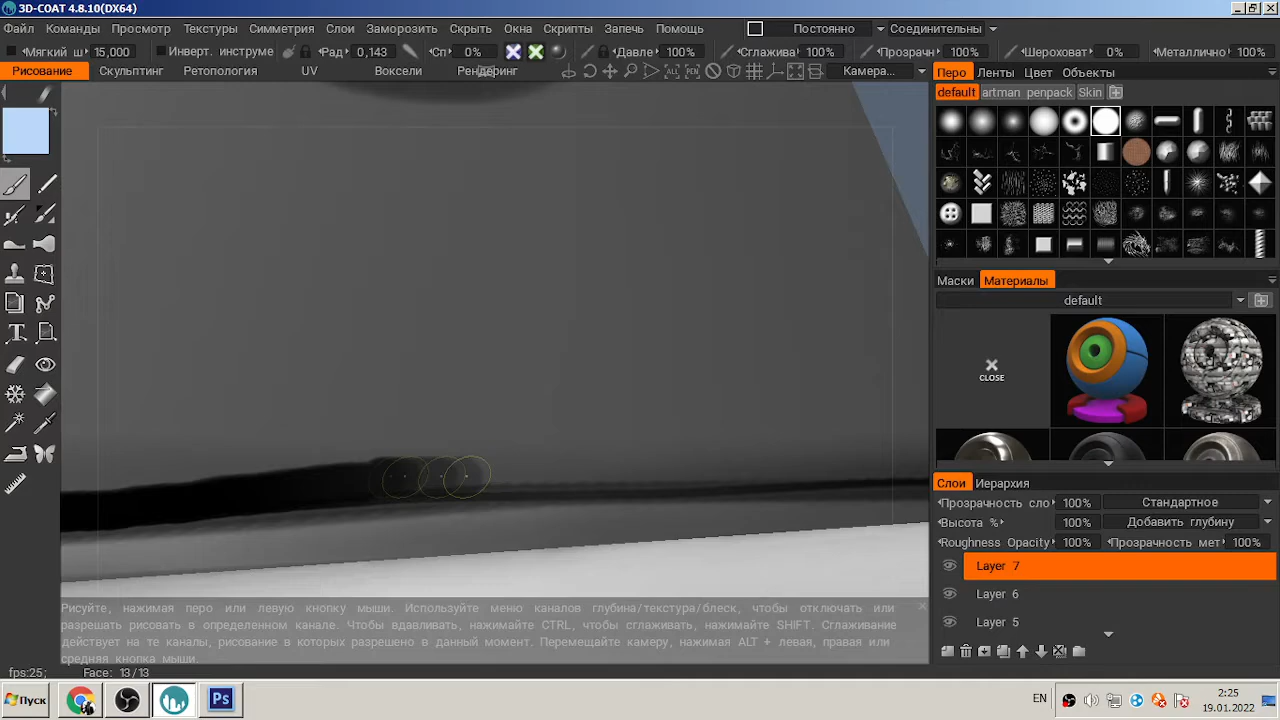 3D-COAT 4.8.10(DX64)
Файл Команды Просмотр Текстуры Симметрия Слои Заморозить Скрыть Окна Скрипты Запечь Помощь Постоянно Соединительны
Мягкий ш 15,000 Инверт. инструме Рад 0,143 Сп 0% Давле 100% Сглажива 100% Прозрачн 100% Шероховат 0% Металлично 100%
Рисование Скульптинг Ретопология UV Воксели Рендеринг Камера... Перо Ленты Цвет Объекты
default artman penpack Skin
Маски Материалы
default
CLOSE
Слои Иерархия
Прозрачность сло 100% Стандартное
Высота % 100% Добавить глубину
Roughness Opacity 100% Прозрачность мет 100%
Layer 7
Layer 6
Layer 5
Рисуйте, нажимая перо или левую кнопку мыши. Используйте меню каналов глубина/текстура/блеск, чтобы отключать или
разрешать рисовать в определенном канале. Чтобы вдавливать, нажимайте CTRL, чтобы сглаживать, нажимайте SHIFT. Сглаживание
действует на те каналы, рисование в которых разрешено в данный момент. Перемещайте камеру, нажимая ALT + левая, правая или
средняя кнопка мыши.
fps:25; Face: 13/13
Пуск Ps EN 2:25
19.01.2022